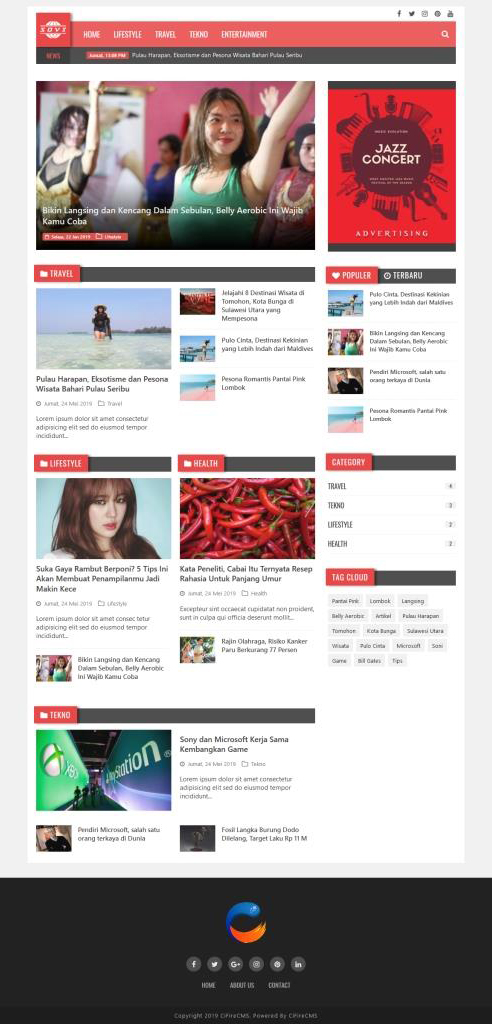 SOVI
HOME LIFESTYLE TRAVEL TEKNO ENTERTAINMENT
NEWS
Jumat, 13:09 PM Pulau Harapan, Eksotisme dan Pesona Wisata Bahari Pulau Seribu
Bikin Langsing dan Kencang Dalam Sebulan, Belly Aerobic Ini Wajib
Kamu Coba
Selasa, 22 Jan 2019 Lifestyle
MUSIC EVOLUTION
JAZZ
CONCERT
ADVERTISING
TRAVEL
Pulau Harapan, Eksotisme dan Pesona
Wisata Bahari Pulau Seribu
Jumat, 24 Mei 2019 Travel
Lorem ipsum dolor sit amet consectetur
adipisicing elit sed do eiusmod tempor
incididunt...
Jelajahi 8 Destinasi Wisata di
Tomohon, Kota Bunga di
Sulawesi Utara yang
Mempesona
Pulo Cinta, Destinasi Kekinian
yang Lebih Indah dari Maldives
Pesona Romantis Pantai Pink
Lombok
POPULER TERBARU
Pulo Cinta, Destinasi Kekinian
yang Lebih Indah dari Maldives
Bikin Langsing dan Kencang
Dalam Sebulan, Belly Aerobic
Ini Wajib Kamu Coba
Pendiri Microsoft, salah satu
orang terkaya di Dunia
Pesona Romantis Pantai Pink
Lombok
LIFESTYLE
Suka Gaya Rambut Berponi? 5 Tips Ini
Akan Membuat Penampilanmu Jadi
Makin Kece
Jumat, 24 Mei 2019 Lifestyle
Lorem ipsum dolor sit amet consectetur
adipisicing elit sed do eiusmod tempor
incididunt...
Bikin Langsing dan Kencang
Dalam Sebulan, Belly Aerobic
Ini Wajib Kamu Coba
HEALTH
Kata Peneliti, Cabai Itu Ternyata Resep
Rahasia Untuk Panjang Umur
Jumat, 24 Mei 2019 Health
Excepteur sint occaecat cupidatat non proident,
sunt in culpa qui officia deserunt mollit...
Rajin Olahraga, Risiko Kanker
Paru Berkurang 77 Persen
CATEGORY
TRAVEL 4
TEKNO 3
LIFESTYLE 2
HEALTH 2
TAG CLOUD
Pantai Pink Lombok Langsing
Belly Aerobic Artikel Pulau Harapan
Tomohon Kota Bunga Sulawesi Utara
Wisata Pulo Cinta Microsoft Soni
Game Bill Gates Tips
TEKNO
Sony dan Microsoft Kerja Sama
Kembangkan Game
Jumat, 24 Mei 2019 Tekno
Lorem ipsum dolor sit amet consectetur
adipisicing elit sed do eiusmod tempor
incididunt...
Pendiri Microsoft, salah satu
orang terkaya di Dunia
Fosil Langka Burung Dodo
Dilelang, Target Laku Rp 11 M
HOME ABOUT US CONTACT
Copyright 2019 CiFireCMS. Powered By CiFireCMS